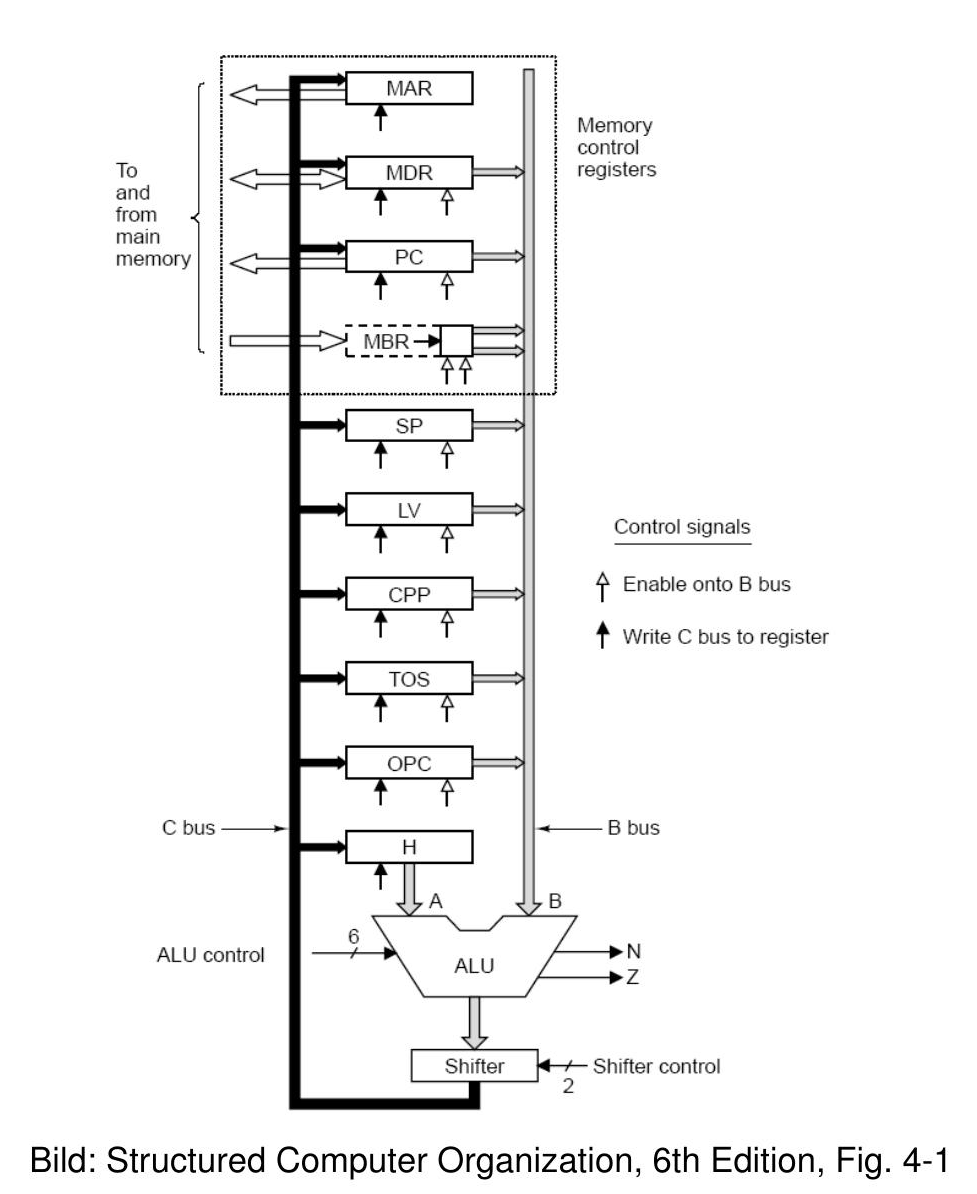 MAR
Memory
control
registers
To
and
from
main
memory
MDR
PC
MBR
SP
LV
Control signals
Enable onto B bus
CPP
Write C bus to register
TOS
OPC
C bus
B bus
H
A
B
6
ALU control
N
ALU
Z
Shifter
Shifter control
2
Bild: Structured Computer Organization, 6th Edition, Fig. 4-1